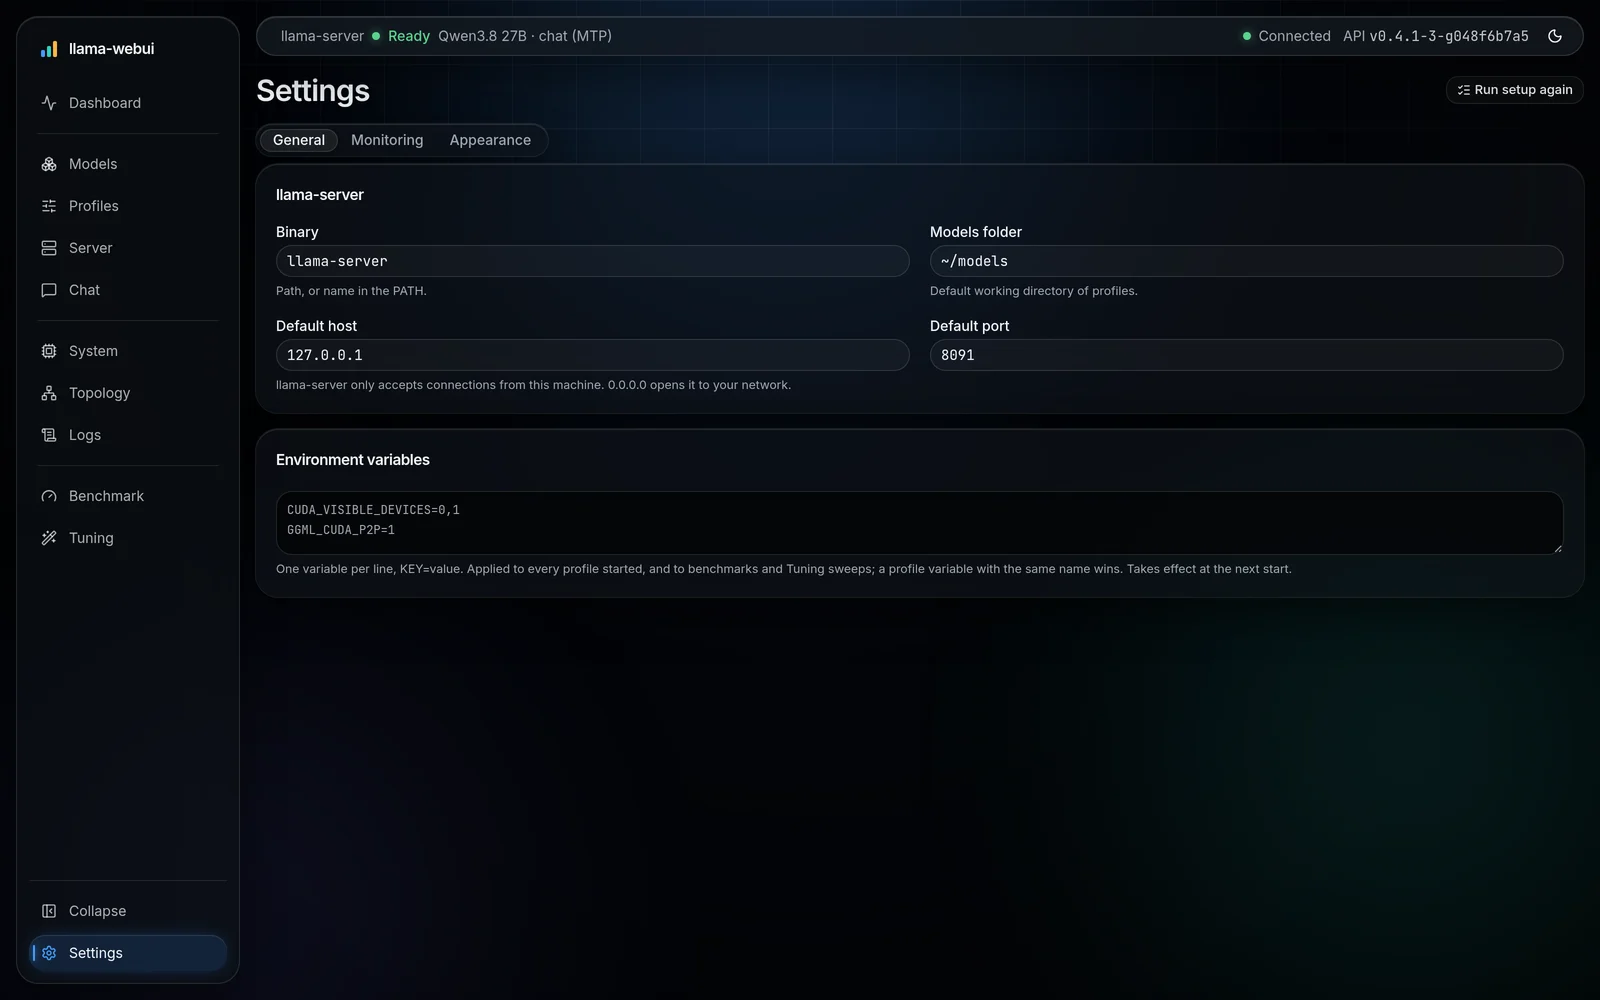 llama-webui
Dashboard
Models
Profiles
Server
Chat
System
Topology
Logs
Benchmark
Tuning
Collapse
Settings
llama-server Ready Qwen3.8 27B · chat (MTP)
Connected API v0.4.1-3-g048f6b7a5
Settings
Run setup again
General Monitoring Appearance
llama-server
Binary
llama-server
Path, or name in the PATH.
Models folder
~/models
Default working directory of profiles.
Default host
127.0.0.1
llama-server only accepts connections from this machine. 0.0.0.0 opens it to your network.
Default port
8091
Environment variables
CUDA_VISIBLE_DEVICES=0,1
GGML_CUDA_P2P=1
One variable per line, KEY=value. Applied to every profile started, and to benchmarks and Tuning sweeps; a profile variable with the same name wins. Takes effect at the next start.